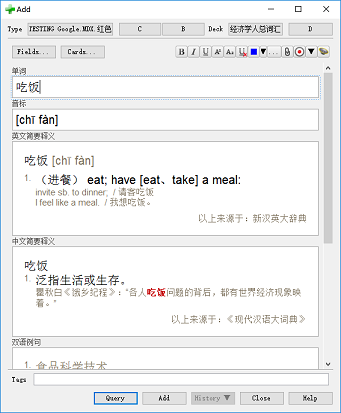 Add
Type TESTING Google.MDX.红色 C B Deck 经济学人总词汇 D
Fields... Cards... B I U A² A₂
单词
吃饭
音标
[chī fàn]
英文简要释义
吃饭 [chī fàn]
1. （进餐） eat; have [eat、take] a meal:
invite sb. to dinner; / 请客吃饭
I feel like a meal. / 我想吃饭。
以上来源于：新汉英大辞典
中文简要释义
吃饭
1. 泛指生活或生存。
瞿秋白《饿乡纪程》：“各人吃饭问题的背后，都有世界经济现象映
着。”
以上来源于：《现代汉语大词典》
双语例句
1. 食品科学技术
Tags
Query Add History ▼ Close Help